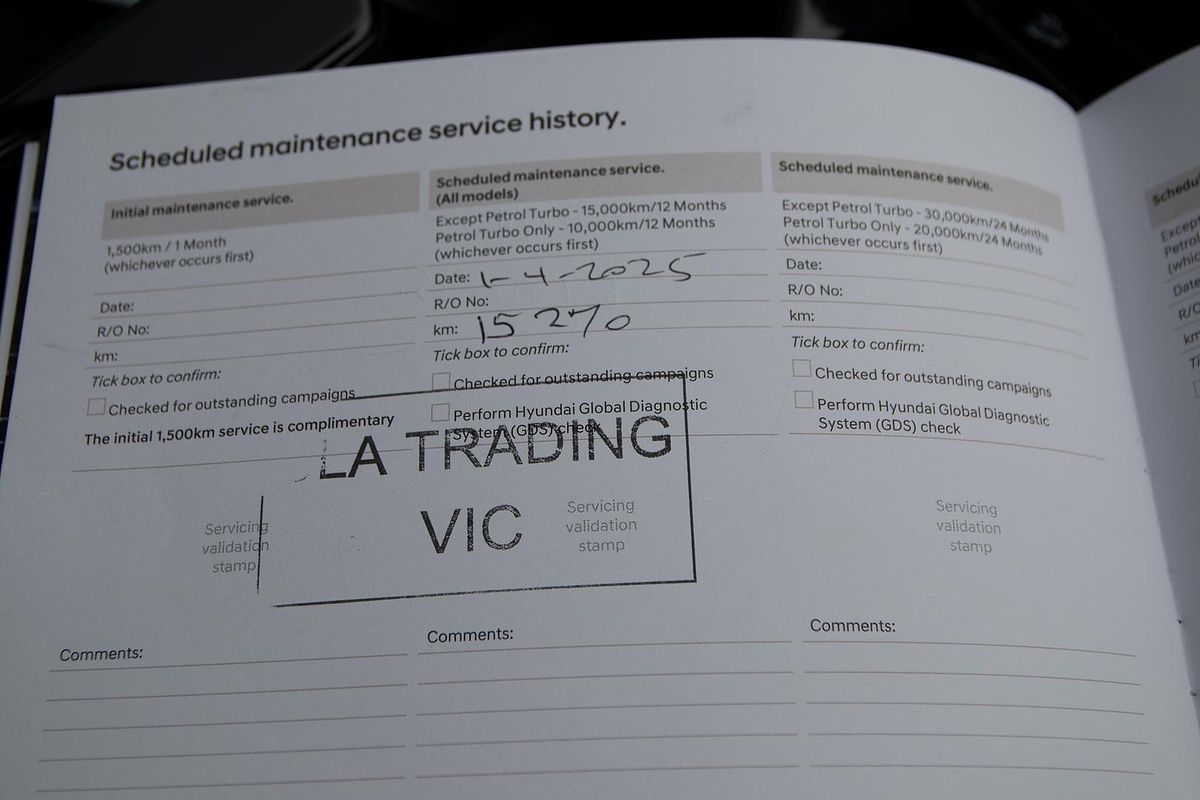 Scheduled maintenance service history.
Initial maintenance service.
1,500km / 1 Month
(whichever occurs first)
Date:
R/O No:
km:
Tick box to confirm:
Checked for outstanding campaigns
The initial 1,500km service is complimentary
Servicing
validation
stamp
Comments:
Scheduled maintenance service.
(All models)
Except Petrol Turbo - 15,000km/12 Months
Petrol Turbo Only - 10,000km/12 Months
(whichever occurs first)
Date: 1-4-2025
R/O No:
km: 15270
Tick box to confirm:
Checked for outstanding campaigns
Perform Hyundai Global Diagnostic
System (GDS) check
LA TRADING
VIC
Servicing
validation
stamp
Comments:
Scheduled maintenance service.
Except Petrol Turbo - 30,000km/24 Months
Petrol Turbo Only - 20,000km/24 Months
(whichever occurs first)
Date:
R/O No:
km:
Tick box to confirm:
Checked for outstanding campaigns
Perform Hyundai Global Diagnostic
System (GDS) check
Servicing
validation
stamp
Comments: